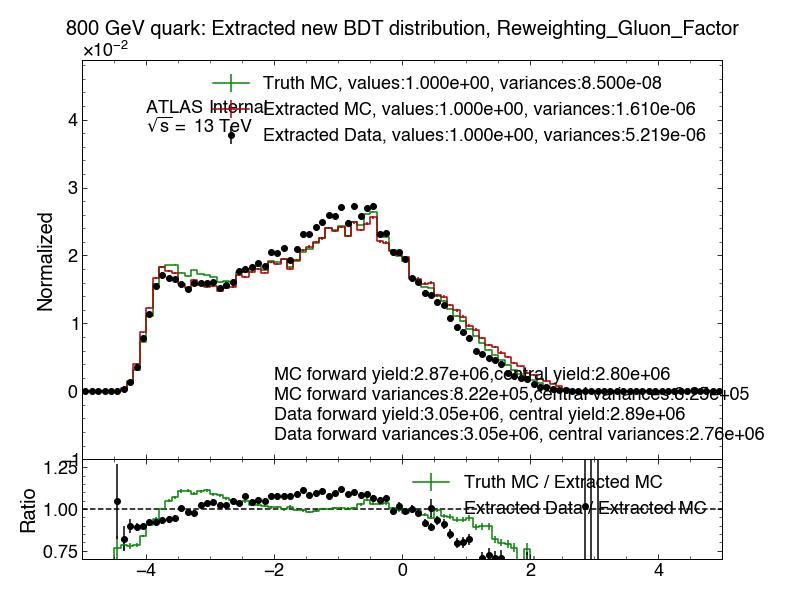 800 GeV quark: Extracted new BDT distribution, Reweighting_Gluon_Factor
×10⁻²
Truth MC, values:1.000e+00, variances:8.500e-08
ATLAS Internal
Extracted MC, values:1.000e+00, variances:1.610e-06
√s = 13 TeV
Extracted Data, values:1.000e+00, variances:5.219e-06
4
3
2
1
0
Normalized
MC forward yield:2.87e+06,central yield:2.80e+06
MC forward variances:8.22e+05,central variances:8.25e+05
Data forward yield:3.05e+06, central yield:2.89e+06
Data forward variances:3.05e+06, central variances:2.76e+06
1.25
1.00
0.75
Ratio
Truth MC / Extracted MC
Extracted Data / Extracted MC
−4
−2
0
2
4